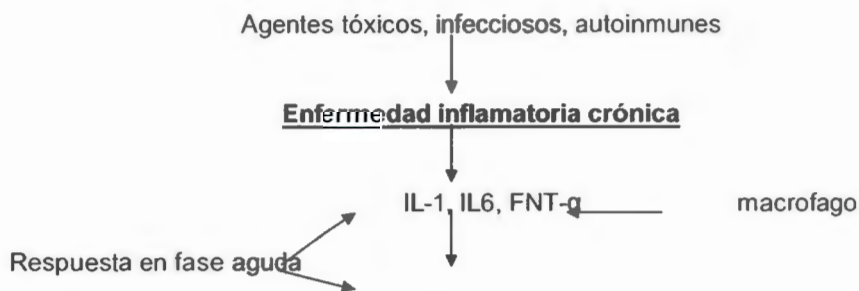 Agentes tóxicos, infecciosos, autoinmunes
Enfermedad inflamatoria crónica
IL-1, IL6, FNT-α macrofago
Respuesta en fase aguda